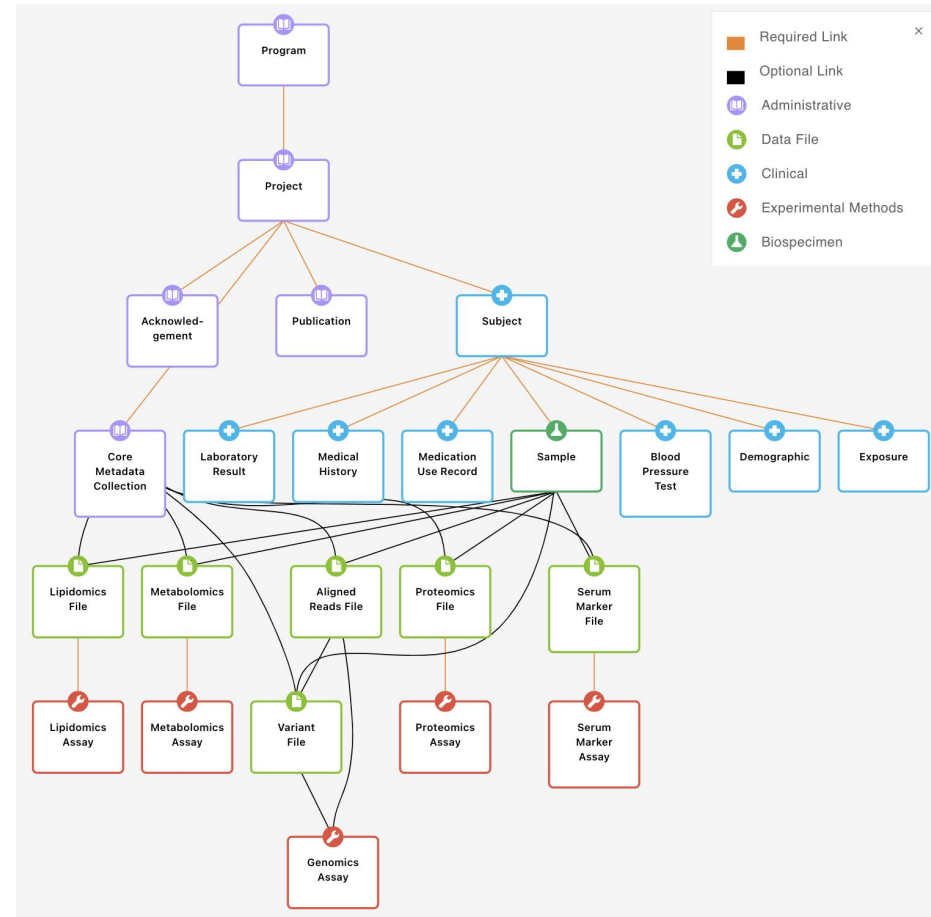 Program
Required Link
×
Optional Link
Administrative
Data File
Clinical
Experimental Methods
Biospecimen
Project
Acknowled-
gement
Publication
Subject
Core
Metadata
Collection
Laboratory
Result
Medical
History
Medication
Use Record
Sample
Blood
Pressure
Test
Demographic
Exposure
Lipidomics
File
Metabolomics
File
Aligned
Reads File
Proteomics
File
Serum
Marker
File
Lipidomics
Assay
Metabolomics
Assay
Variant
File
Proteomics
Assay
Serum
Marker
Assay
Genomics
Assay